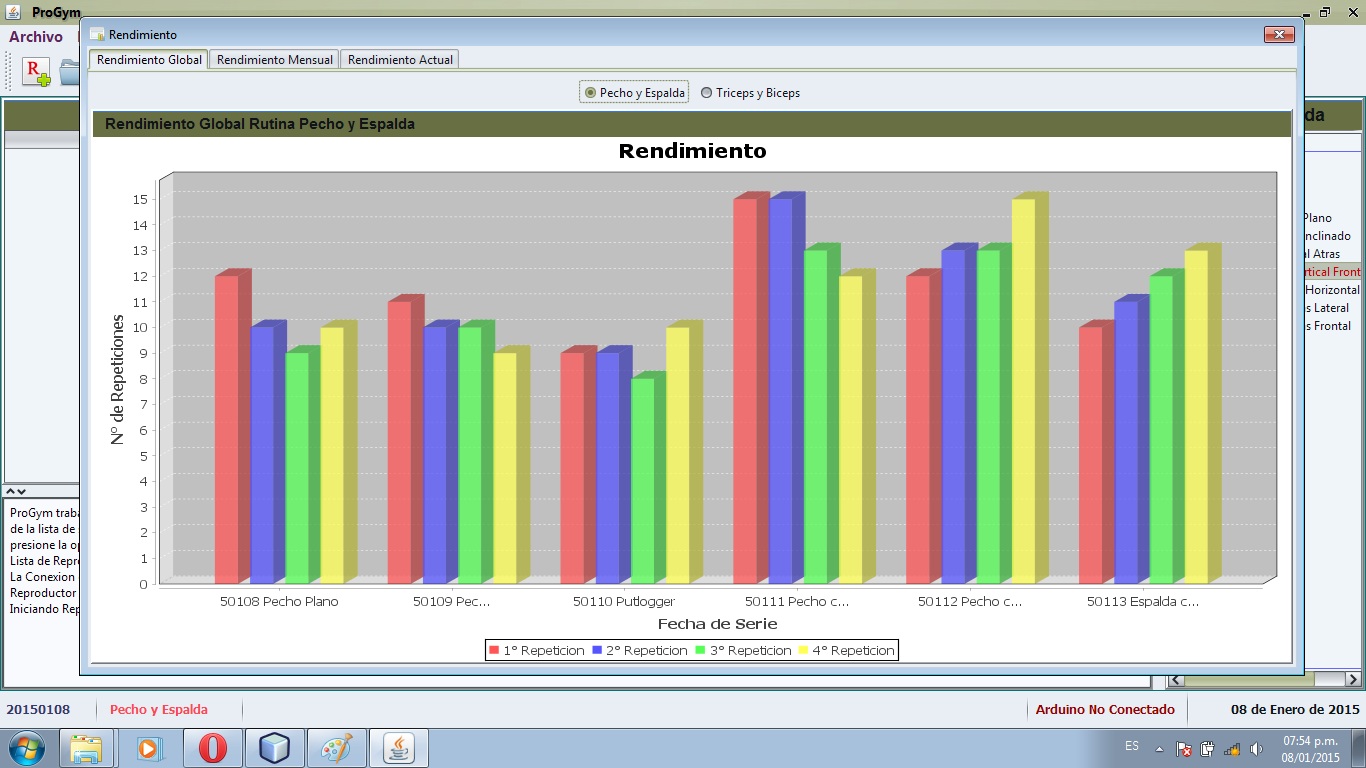 ProGym
Archivo
R
Rendimiento
Rendimiento Global Rendimiento Mensual Rendimiento Actual
Pecho y Espalda Triceps y Biceps
Rendimiento Global Rutina Pecho y Espalda
Rendimiento
Nº de Repeticiones
15
14
13
12
11
10
9
8
7
6
5
4
3
2
1
0
50108 Pecho Plano 50109 Pec... 50110 Putlogger 50111 Pecho c... 50112 Pecho c... 50113 Espalda c...
Fecha de Serie
1° Repeticion 2° Repeticion 3° Repeticion 4° Repeticion
da
Plano
nclinado
l Atras
rtical Front
Horizontal
s Lateral
s Frontal
ProGym traba
de la lista de
presione la op
Lista de Repr
La Conexion
Reproductor
Iniciando Rep
20150108 Pecho y Espalda Arduino No Conectado 08 de Enero de 2015
ES 07:54 p.m.
08/01/2015